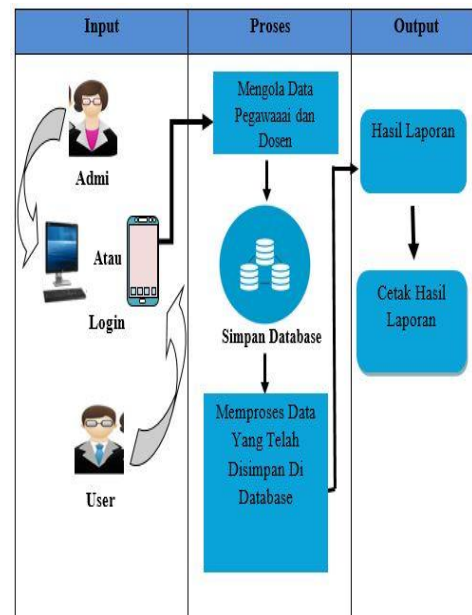 Input
Proses
Output
Admi
Atau
Login
User
Mengola Data
Pegawaaai dan
Dosen
Simpan Database
Memproses Data
Yang Telah
Disimpan Di
Database
Hasil Laporan
Cetak Hasil
Laporan